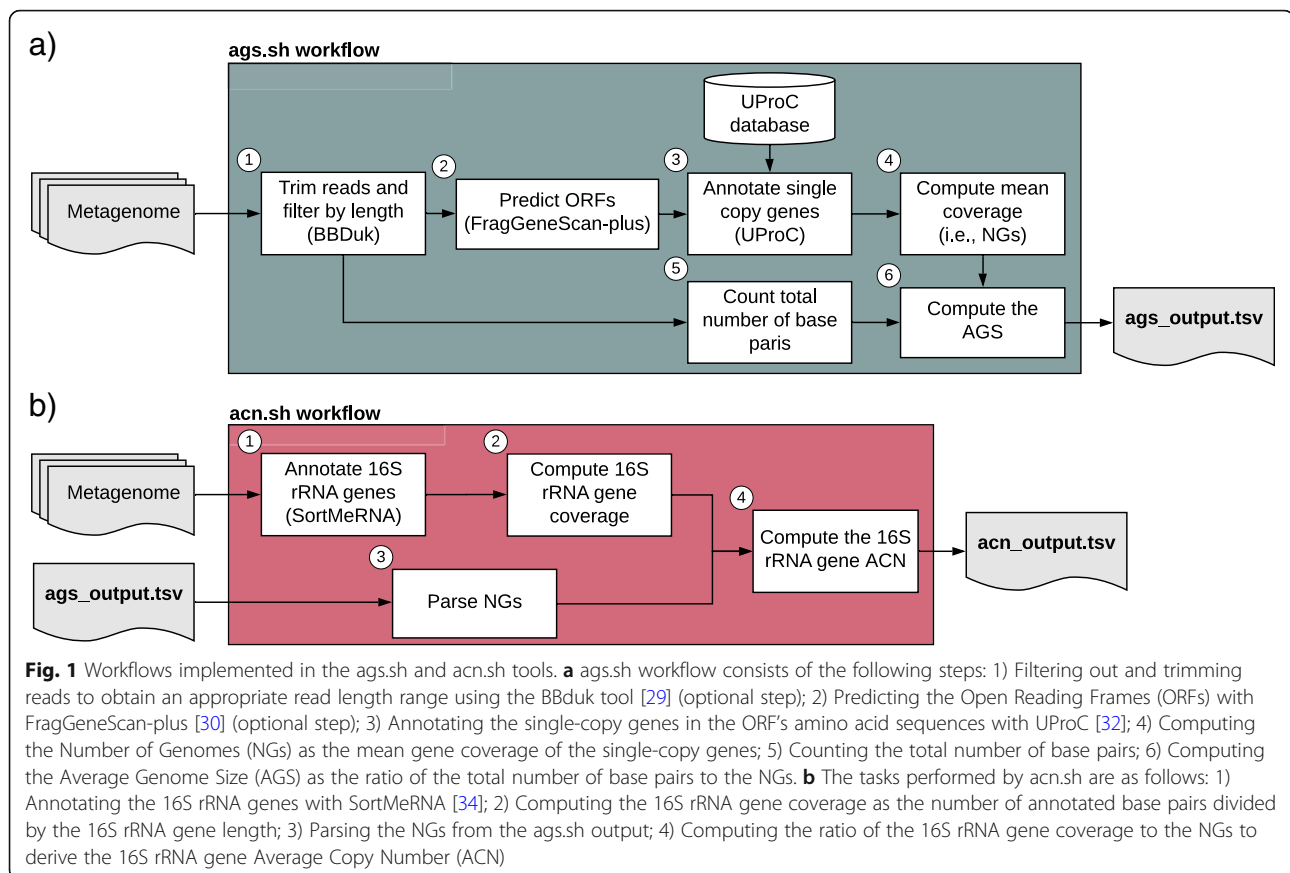 a)
ags.sh workflow
UProC
database
1
2
3
4
Metagenome
Trim reads and
filter by length
(BBDuk)
Predict ORFs
(FragGeneScan-plus)
Annotate single
copy genes
(UProC)
Compute mean
coverage
(i.e., NGs)
5
6
Count total
number of base
paris
Compute the
AGS
ags_output.tsv
b)
acn.sh workflow
1
2
Metagenome
Annotate 16S
rRNA genes
(SortMeRNA)
Compute 16S
rRNA gene
coverage
4
Compute the 16S
rRNA gene ACN
acn_output.tsv
3
ags_output.tsv
Parse NGs
Fig. 1 Workflows implemented in the ags.sh and acn.sh tools. a ags.sh workflow consists of the following steps: 1) Filtering out and trimming
reads to obtain an appropriate read length range using the BBduk tool [29] (optional step); 2) Predicting the Open Reading Frames (ORFs) with
FragGeneScan-plus [30] (optional step); 3) Annotating the single-copy genes in the ORF's amino acid sequences with UProC [32]; 4) Computing
the Number of Genomes (NGs) as the mean gene coverage of the single-copy genes; 5) Counting the total number of base pairs; 6) Computing
the Average Genome Size (AGS) as the ratio of the total number of base pairs to the NGs. b The tasks performed by acn.sh are as follows: 1)
Annotating the 16S rRNA genes with SortMeRNA [34]; 2) Computing the 16S rRNA gene coverage as the number of annotated base pairs divided
by the 16S rRNA gene length; 3) Parsing the NGs from the ags.sh output; 4) Computing the ratio of the 16S rRNA gene coverage to the NGs to
derive the 16S rRNA gene Average Copy Number (ACN)